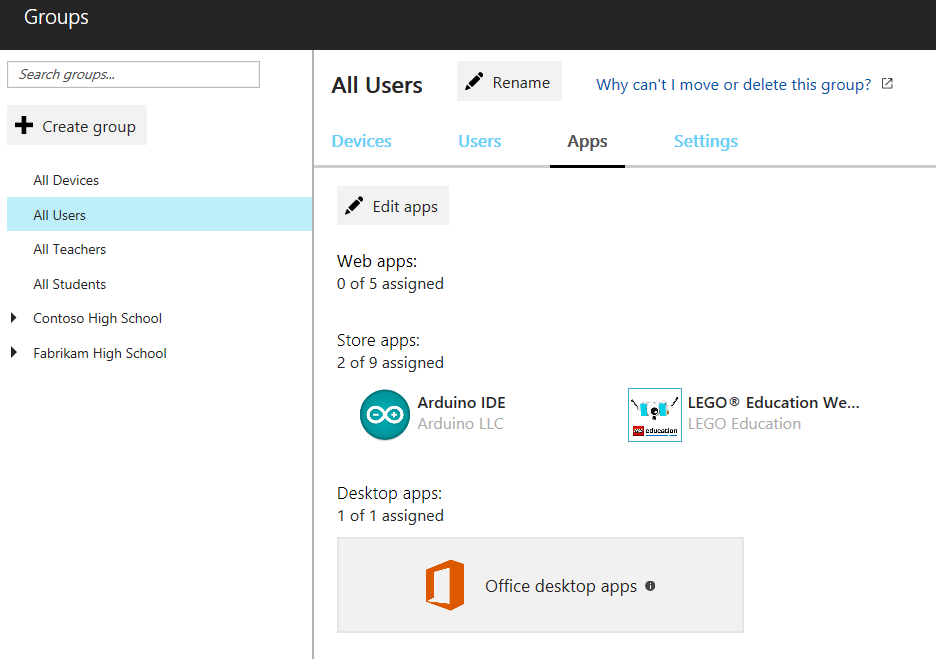 Groups
Search groups...
Create group
All Devices
All Users
All Teachers
All Students
Contoso High School
Fabrikam High School
All Users
Rename
Why can't I move or delete this group?
Devices Users Apps Settings
Edit apps
Web apps:
0 of 5 assigned
Store apps:
2 of 9 assigned
Arduino IDE
Arduino LLC
education
LEGO® Education We...
LEGO Education
Desktop apps:
1 of 1 assigned
Office desktop apps